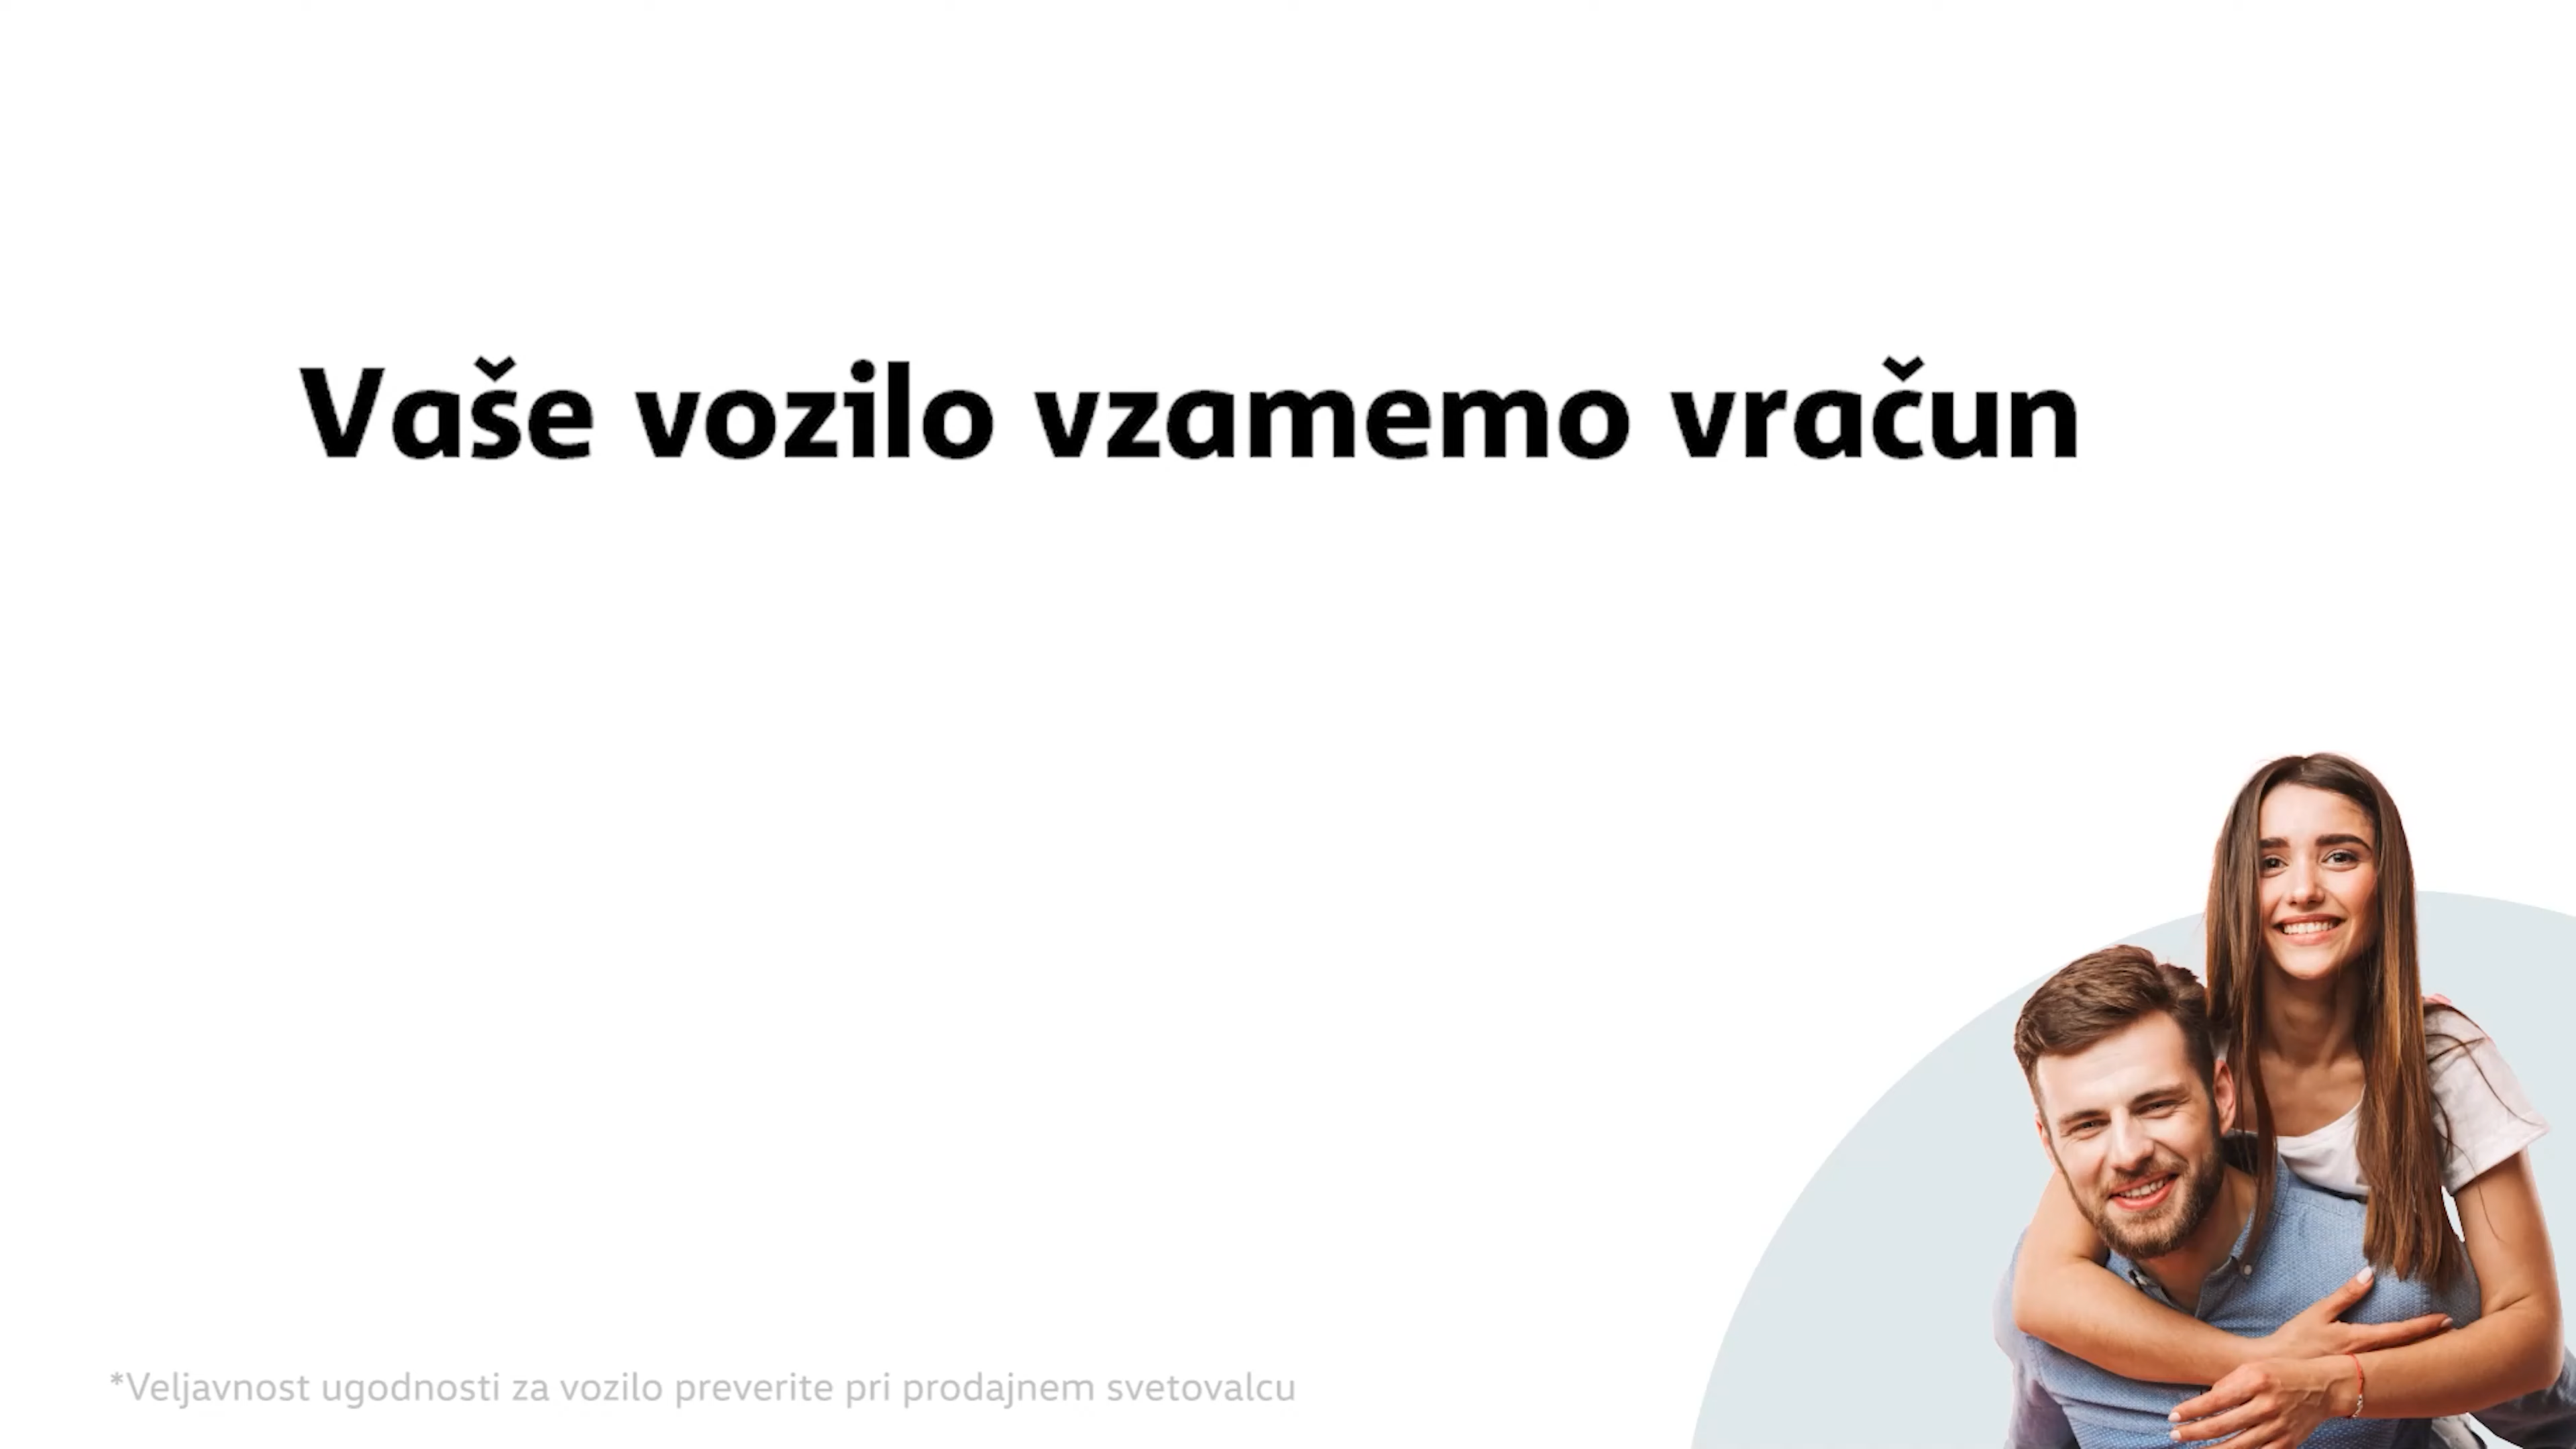 Vaše vozilo vzamemo vračun
*Veljavnost ugodnosti za vozilo preverite pri prodajnem svetovalcu